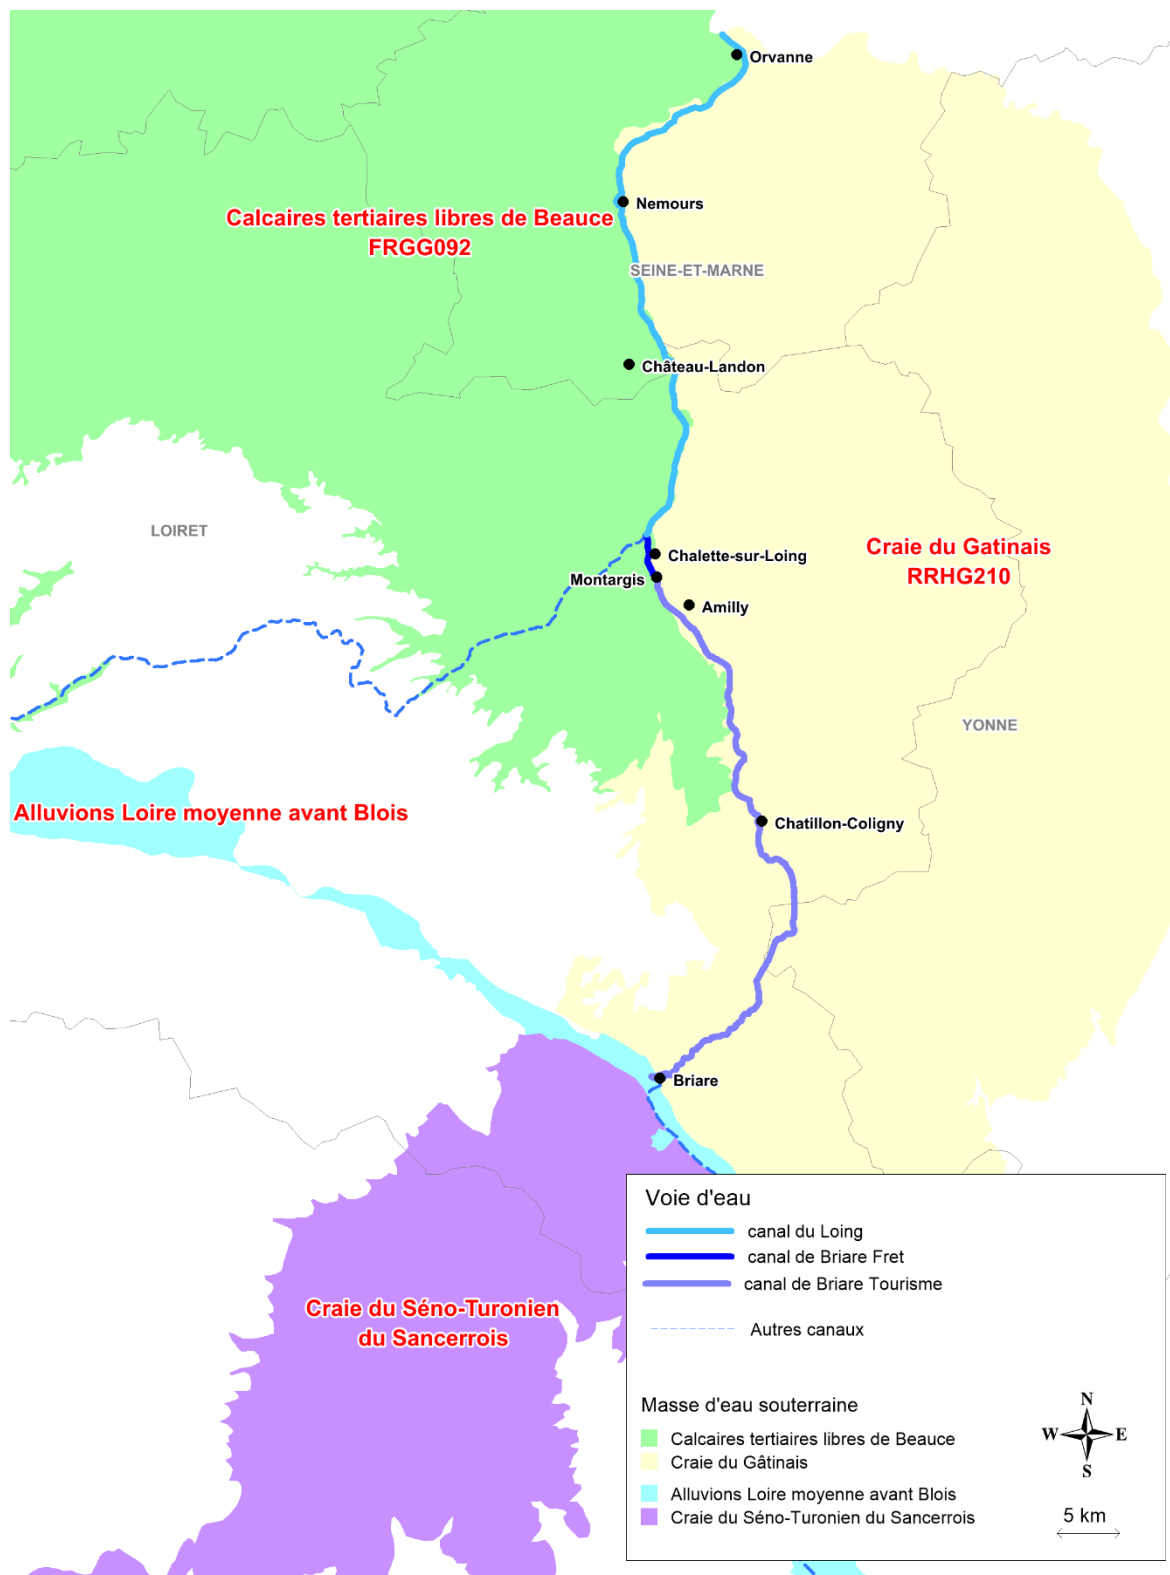 Orvanne
Nemours
Calcaires tertiaires libres de Beauce
FRGG092
SEINE-ET-MARNE
Château-Landon
LOIRET
Craie du Gatinais
RRHG210
Chalette-sur-Loing
Montargis
Amilly
YONNE
Alluvions Loire moyenne avant Blois
Chatillon-Coligny
Briare
Craie du Séno-Turonien
du Sancerrois
Voie d'eau
canal du Loing
canal de Briare Fret
canal de Briare Tourisme
Autres canaux
Masse d'eau souterraine
Calcaires tertiaires libres de Beauce
Craie du Gâtinais
Alluvions Loire moyenne avant Blois
Craie du Séno-Turonien du Sancerrois
N
W E
S
5 km